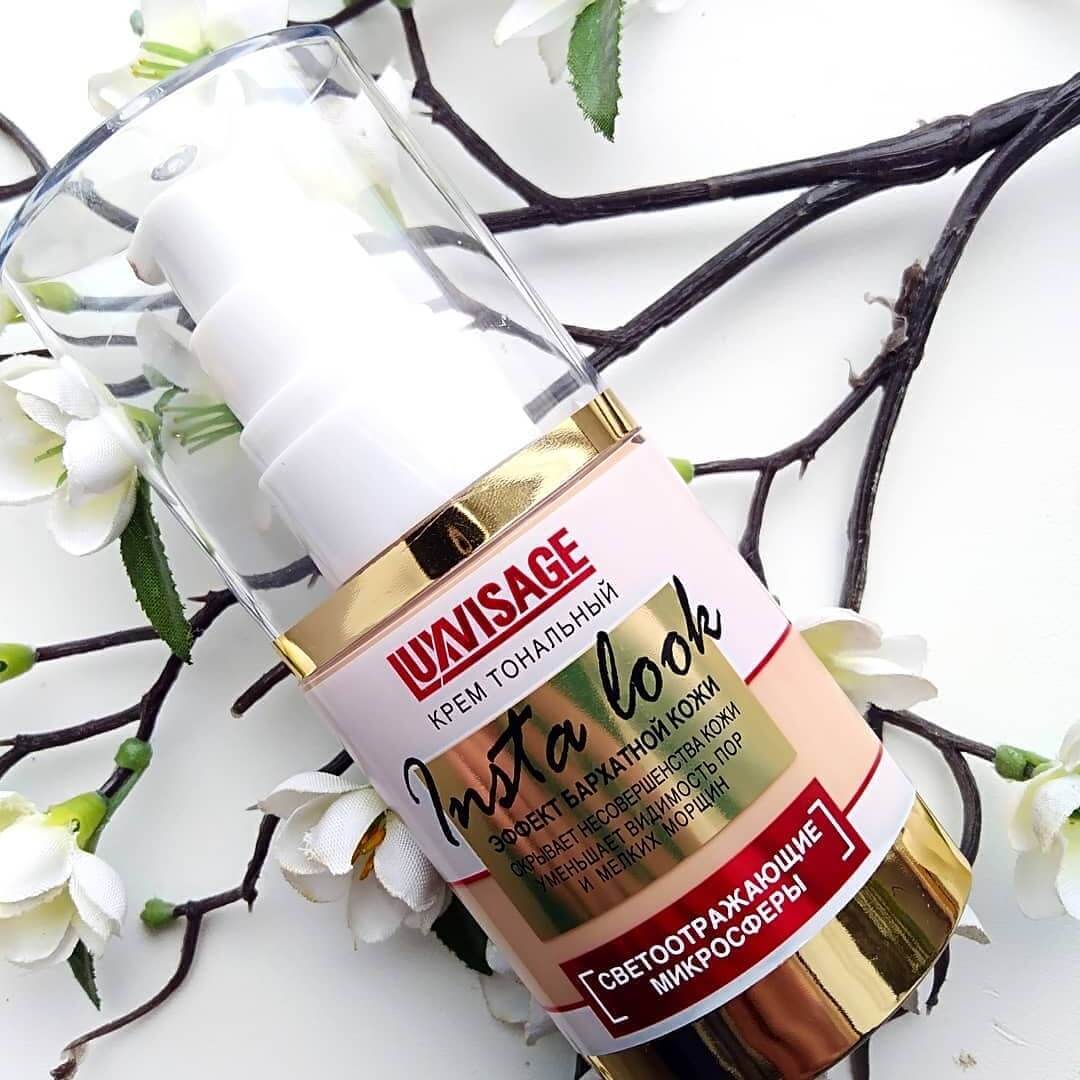 LUXVISAGE
КРЕМ ТОНАЛЬНЫЙ
Insta look
ЭФФЕКТ БАРХАТНОЙ КОЖИ
СКРЫВАЕТ НЕСОВЕРШЕНСТВА КОЖИ
УМЕНЬШАЕТ ВИДИМОСТЬ ПОР
И МЕЛКИХ МОРЩИН
СВЕТООТРАЖАЮЩИЕ
МИКРОСФЕРЫ